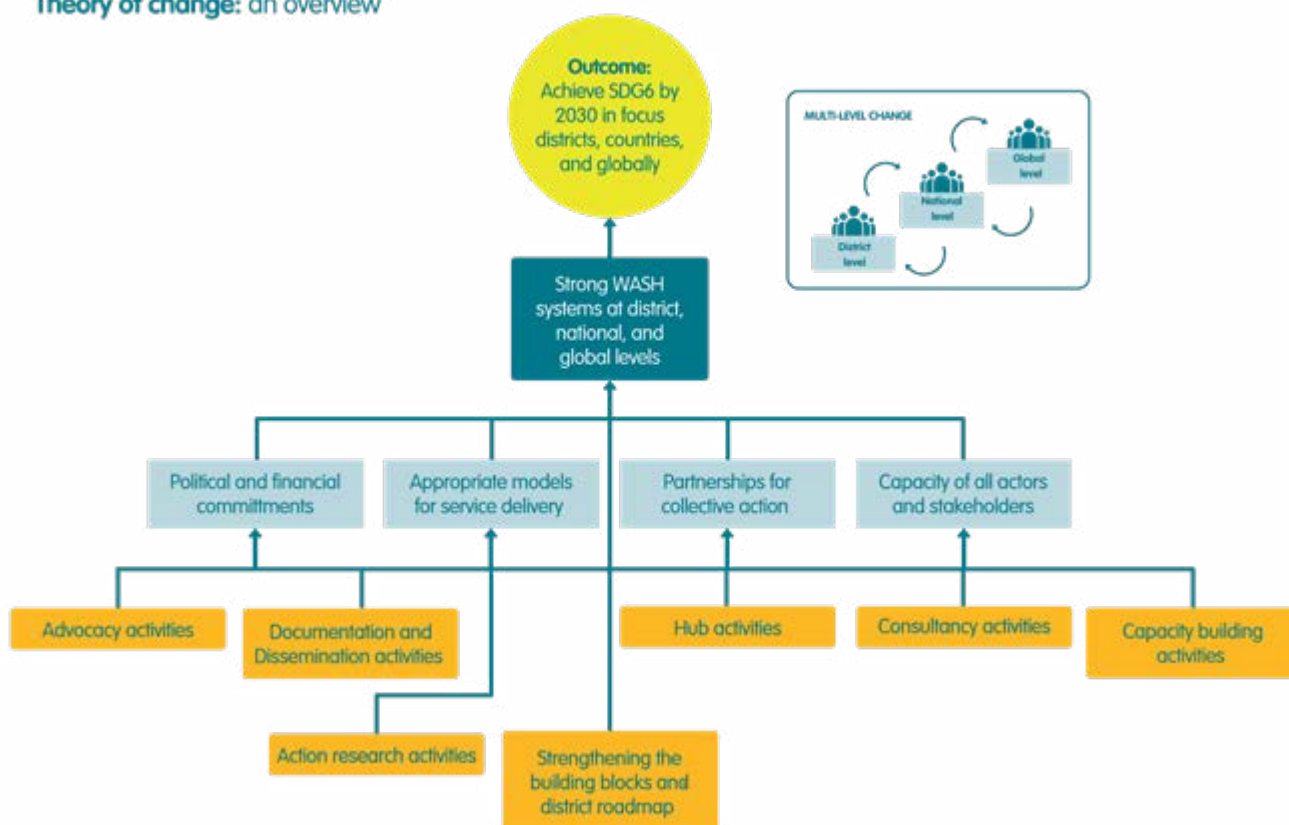 Theory of change: an overview
Outcome:
Achieve SDG6 by
2030 in focus
districts, countries,
and globally
MULTI-LEVEL CHANGE
Global
level
National
level
District
level
Strong WASH
systems at district,
national, and
global levels
Political and financial
committments
Appropriate models
for service delivery
Partnerships for
collective action
Capacity of all actors
and stakeholders
Advocacy activities
Documentation and
Dissemination activities
Hub activities
Consultancy activities
Capacity building
activities
Action research activities
Strengthening the
building blocks and
district roadmap